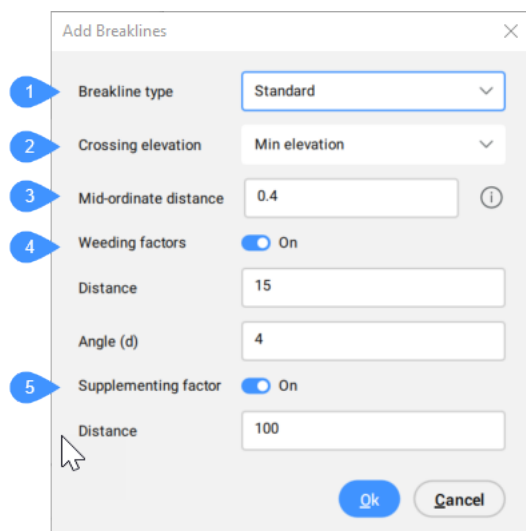 Add Breaklines
1 Breakline type Standard
2 Crossing elevation Min elevation
3 Mid-ordinate distance 0.4
4 Weeding factors On
Distance 15
Angle (d) 4
5 Supplementing factor On
Distance 100
Ok Cancel